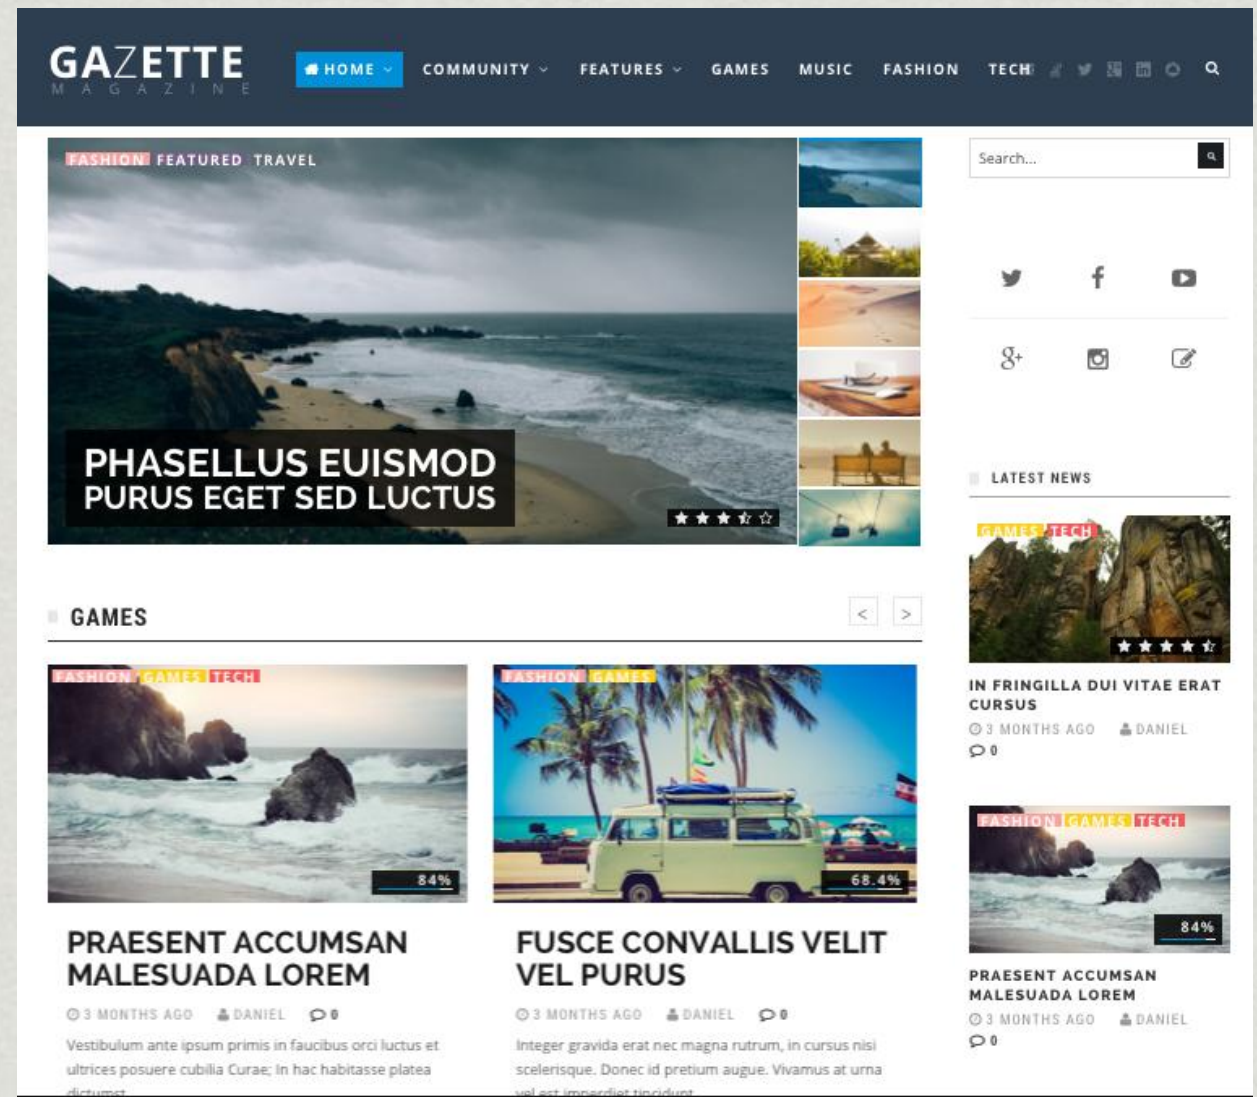 GAZETTE
MAGAZINE
HOME COMMUNITY FEATURES GAMES MUSIC FASHION TECH
FASHION FEATURED TRAVEL
PHASELLUS EUISMOD
PURUS EGET SED LUCTUS
Search...
g+
LATEST NEWS
GAMES TECH
IN FRINGILLA DUI VITAE ERAT
CURSUS
3 MONTHS AGO DANIEL
0
FASHION GAMES TECH
84%
PRAESENT ACCUMSAN
MALESUADA LOREM
3 MONTHS AGO DANIEL
0
GAMES
< >
FASHION GAMES TECH
84%
PRAESENT ACCUMSAN
MALESUADA LOREM
3 MONTHS AGO DANIEL 0
Vestibulum ante ipsum primis in faucibus orci luctus et
ultrices posuere cubilia Curae; In hac habitasse platea
dictumst
FASHION GAMES
68.4%
FUSCE CONVALLIS VELIT
VEL PURUS
3 MONTHS AGO DANIEL 0
Integer gravida erat nec magna rutrum, in cursus nisi
scelerisque. Donec id pretium augue. Vivamus at urna
vel est imperdiet tincidunt